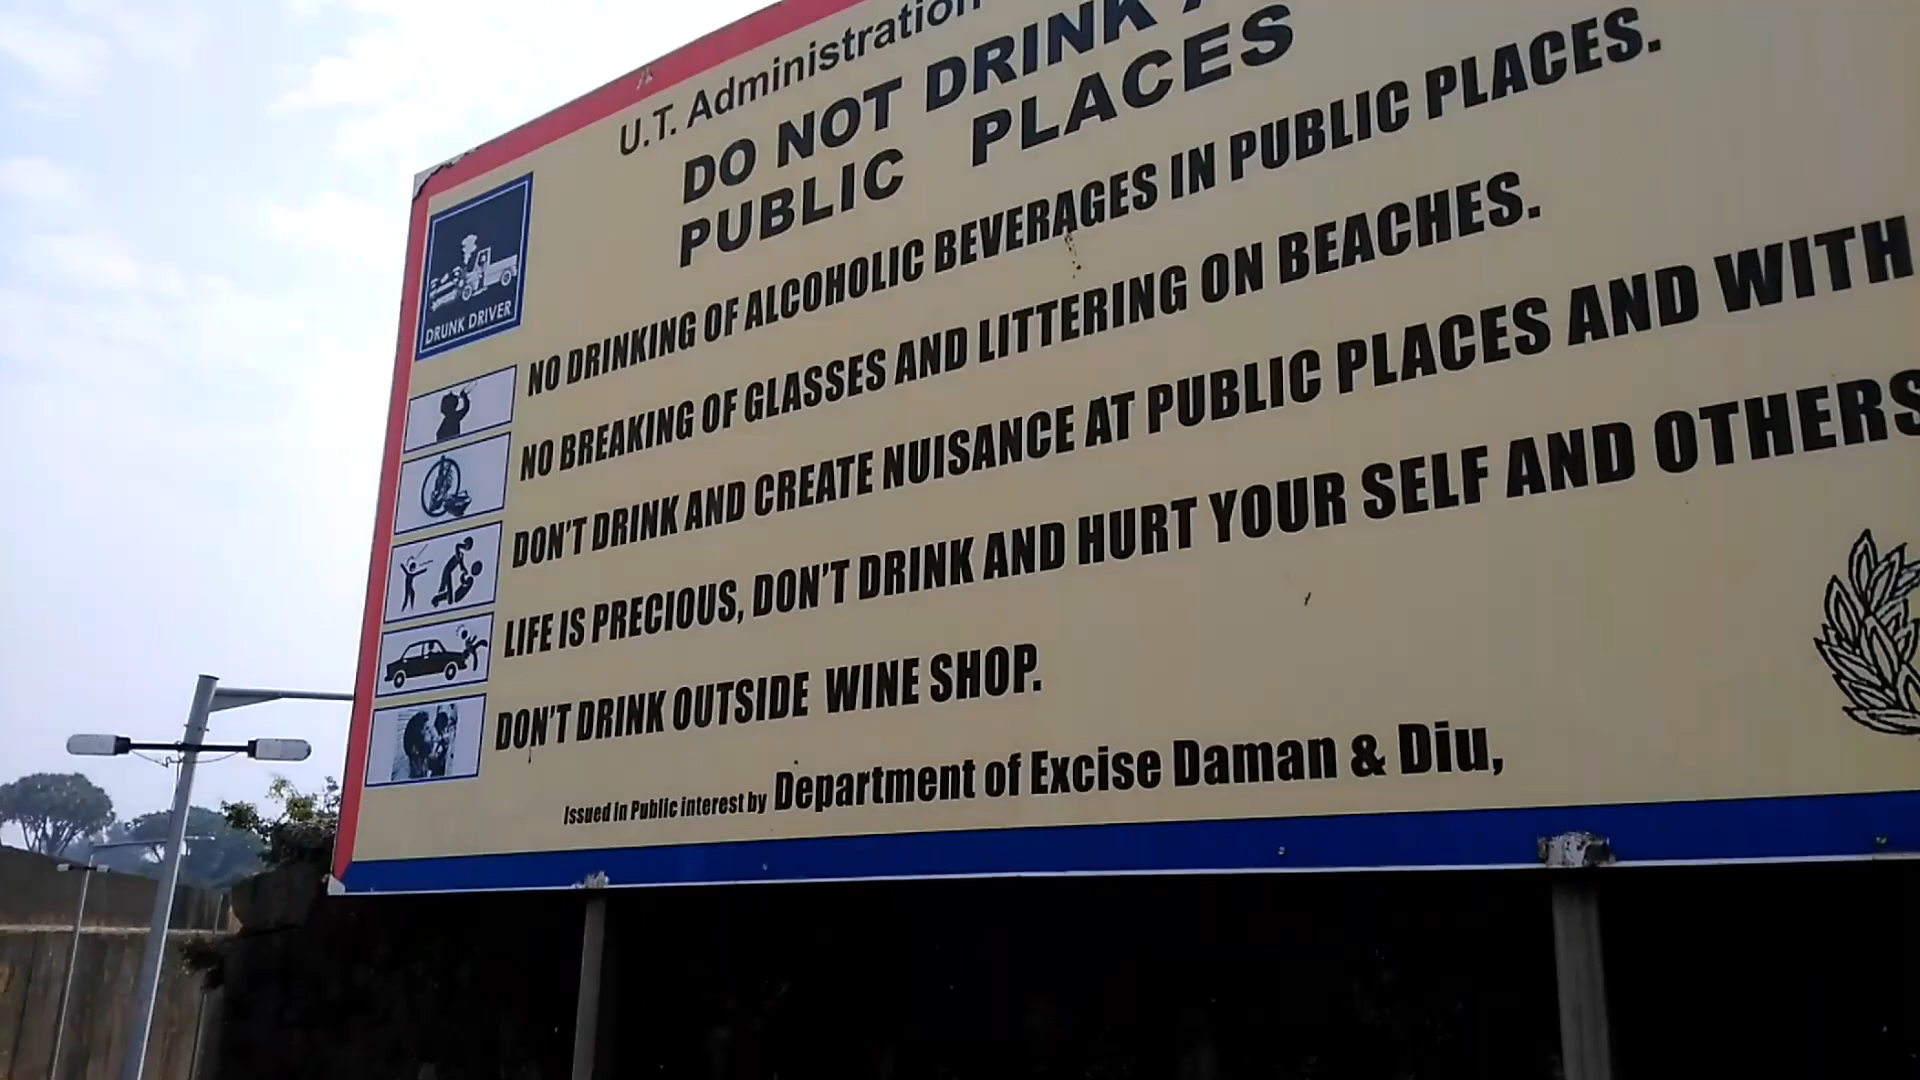 U.T. Administration
DO NOT DRINK
PUBLIC PLACES
DRUNK DRIVER
NO DRINKING OF ALCOHOLIC BEVERAGES IN PUBLIC PLACES.
NO BREAKING OF GLASSES AND LITTERING ON BEACHES.
DON'T DRINK AND CREATE NUISANCE AT PUBLIC PLACES AND WITH
LIFE IS PRECIOUS, DON'T DRINK AND HURT YOUR SELF AND OTHERS
DON'T DRINK OUTSIDE WINE SHOP.
Issued in Public interest by Department of Excise Daman & Diu,